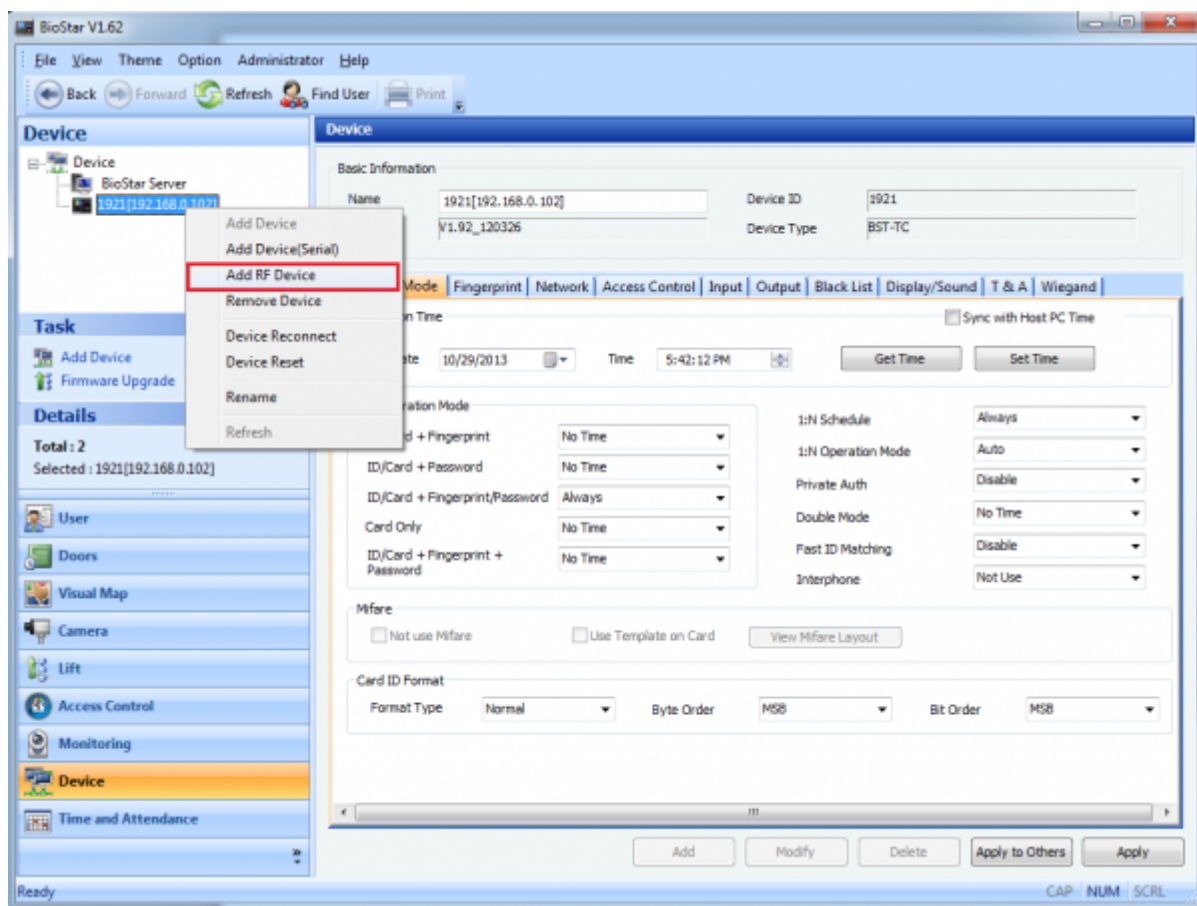 BioStar V1.62
File View Theme Option Administrator Help
Back Forward Refresh Find User Print
Device
Device
BioStar Server
1921[192.168.0.102]
Add Device
Add Device(Serial)
Add RF Device
Remove Device
Device Reconnect
Device Reset
Rename
Refresh
Task
Add Device
Firmware Upgrade
Details
Total : 2
Selected : 1921[192.168.0.102]
User
Doors
Visual Map
Camera
Lift
Access Control
Monitoring
Device
Time and Attendance
Device
Basic Information
Name 1921[192.168.0.102] Device ID 1921
V1.92_120326 Device Type BST-TC
Mode Fingerprint Network Access Control Input Output Black List Display/Sound T & A Wiegand
on Time Sync with Host PC Time
ate 10/29/2013 Time 5:42:12 PM Get Time Set Time
ration Mode
rd + Fingerprint No Time
ID/Card + Password No Time
ID/Card + Fingerprint/Password Always
Card Only No Time
ID/Card + Fingerprint + Password No Time
1:N Schedule Always
1:N Operation Mode Auto
Private Auth Disable
Double Mode No Time
Fast ID Matching Disable
Interphone Not Use
Mifare
Not use Mifare Use Template on Card View Mifare Layout
Card ID Format
Format Type Normal Byte Order MSB Bit Order MSB
Add Modify Delete Apply to Others Apply
Ready CAP NUM SCRL